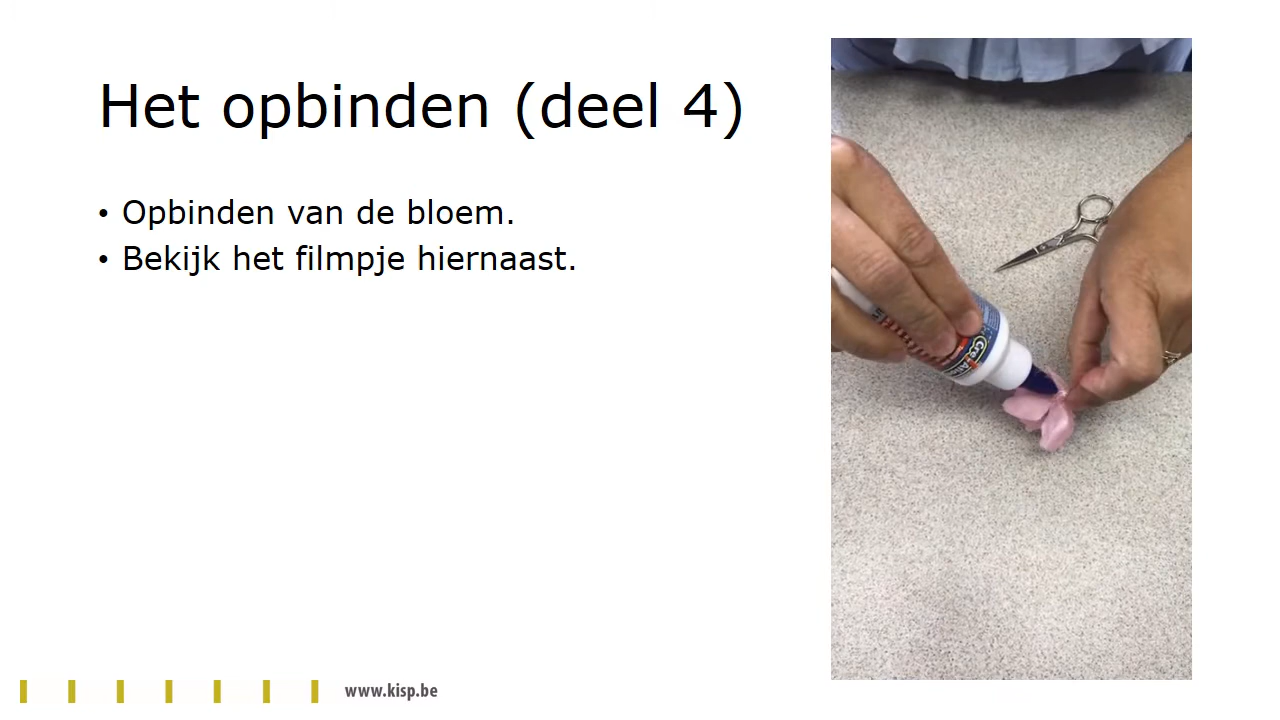 Het opbinden (deel 4)
• Opbinden van de bloem.
• Bekijk het filmpje hiernaast.
www.kisp.be